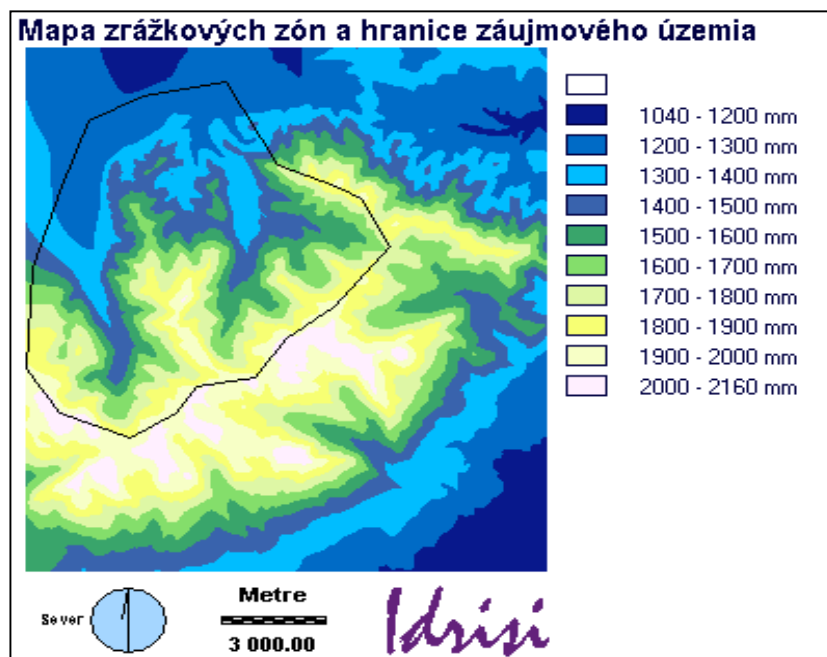 Mapa zrážkových zón a hranice záujmového územia
1040 - 1200 mm
1200 - 1300 mm
1300 - 1400 mm
1400 - 1500 mm
1500 - 1600 mm
1600 - 1700 mm
1700 - 1800 mm
1800 - 1900 mm
1900 - 2000 mm
2000 - 2160 mm
Sever
Metre
3 000.00
Idrisi